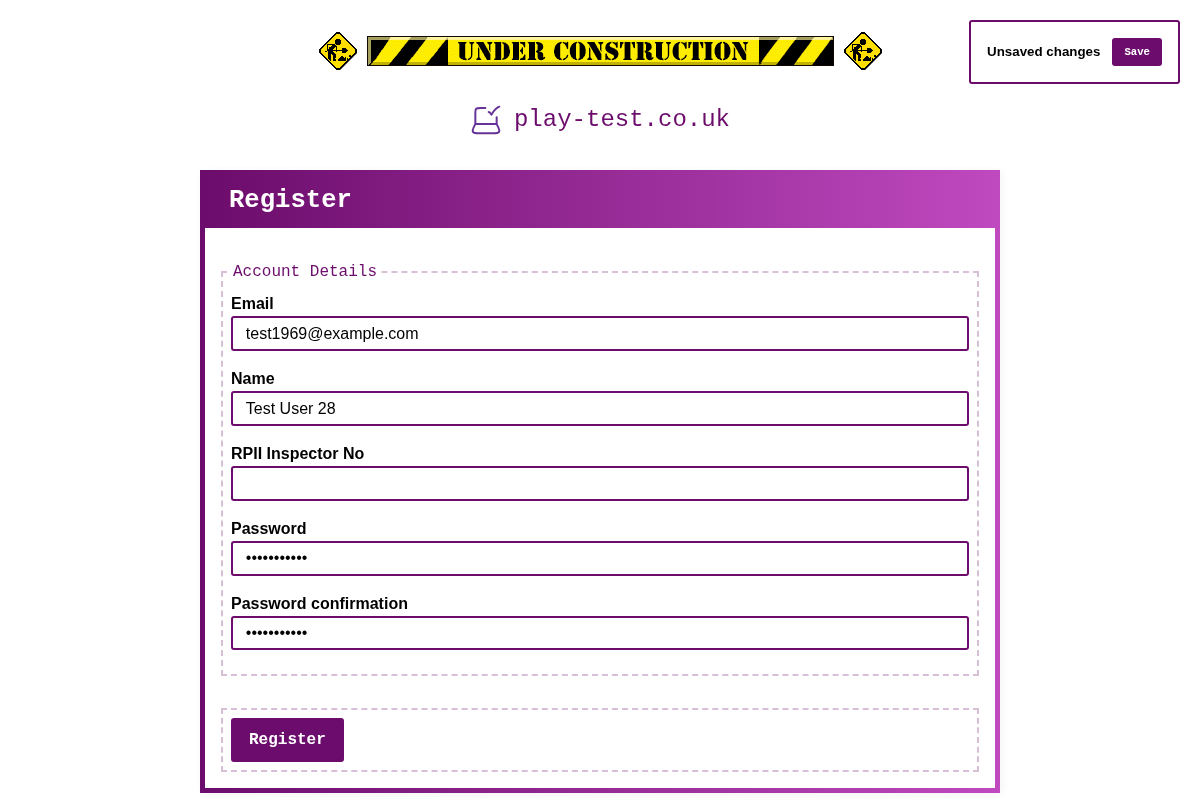 UNDER CONSTRUCTION
Unsaved changes Save
play-test.co.uk
Register
Account Details
Email
test1969@example.com
Name
Test User 28
RPII Inspector No
Password
•••••••••••
Password confirmation
•••••••••••
Register